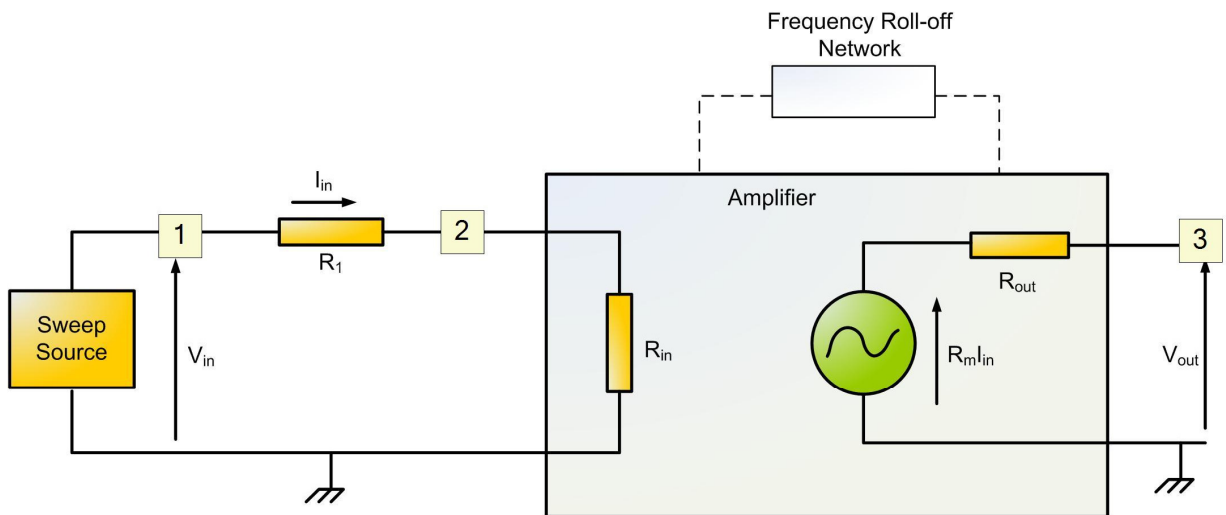 Frequency Roll-off
Network
Amplifier
Iin
1
2
3
R1
Rout
Sweep
Source
Vin
Rin
RmIin
Vout